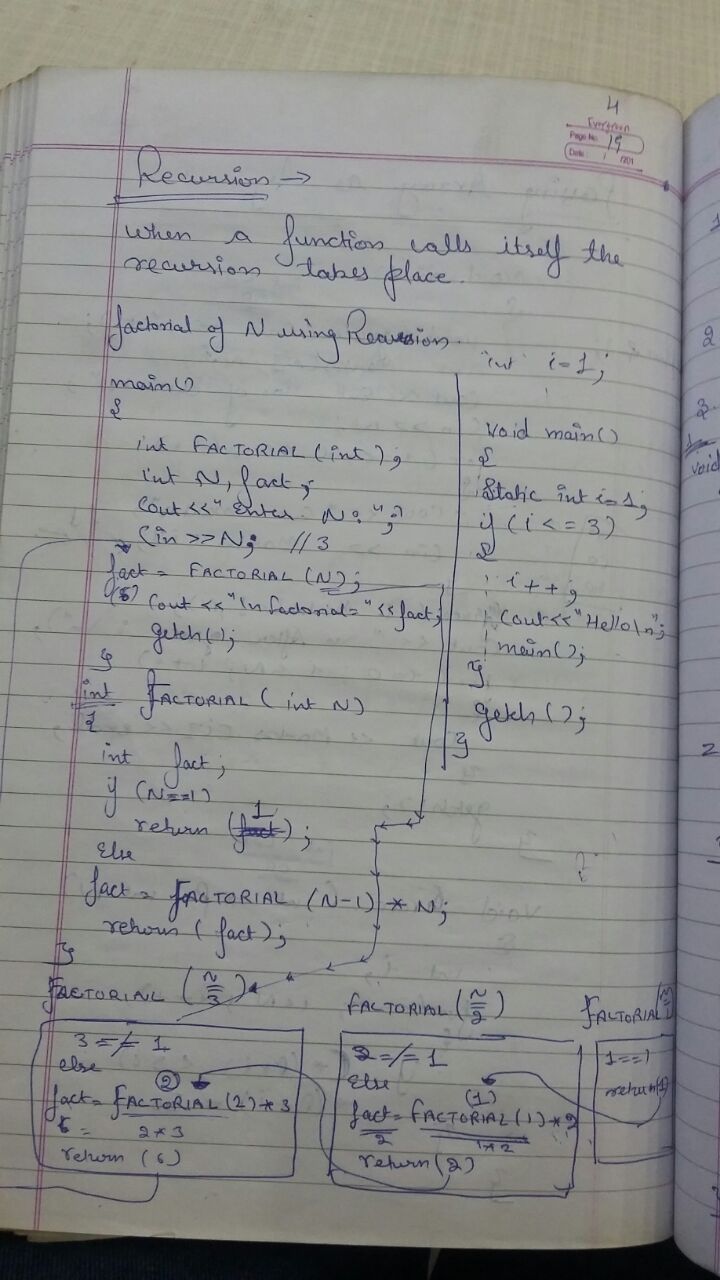 4
Evergreen
Page No. 19
Date: / /201
Recursion →
when a function calls itself the
recursion takes place.
factorial of N using Recursion.
main()
{
int FACTORIAL (int);
int N, fact;
Cout<<"Enter No:";
Cin >>N; //3
fact = FACTORIAL (N);
(6) Cout <<"\n factorial="<<fact;
getch();
}
int FACTORIAL (int N)
{
int fact;
if (N==1)
return (1);
Else
fact = FACTORIAL (N-1) * N;
return (fact);
}
int i=1;
Void main()
{
Static int i=1;
if (i <= 3)
{
i++;
Cout<<"Hello\n";
main();
}
getch();
}
FACTORIAL (N=3)
3 =/= 1
else
②
fact = FACTORIAL (2) * 3
6 = 2*3
return (6)
FACTORIAL (N=2)
2 =/= 1
Else
(1)
fact = FACTORIAL (1) * 2
2 1*2
return (2)
FACTORIAL
1==1
return(1)
2
3.
void
2